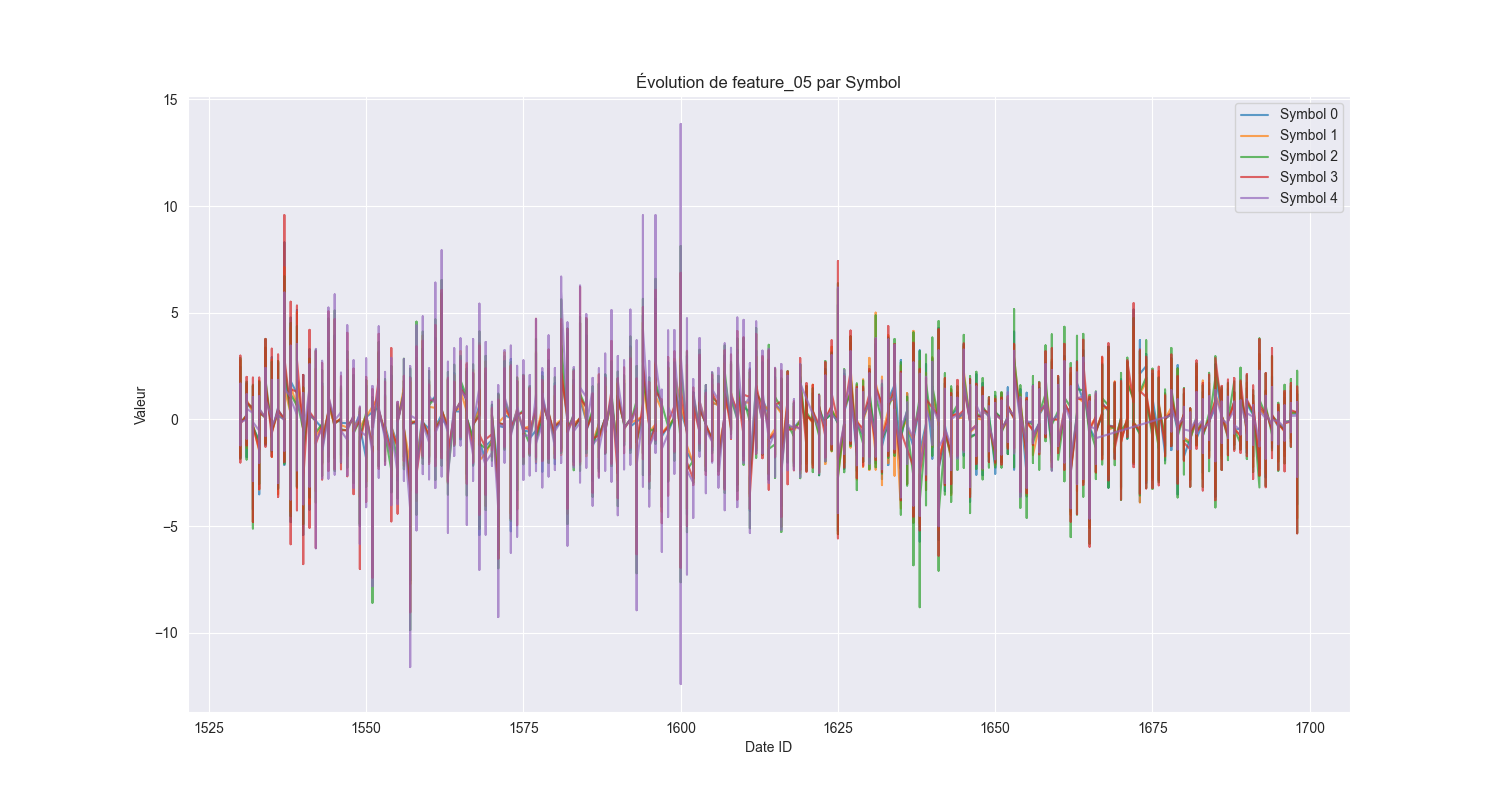 Évolution de feature_05 par Symbol
15
10
5
0
−5
−10
Valeur
Symbol 0
Symbol 1
Symbol 2
Symbol 3
Symbol 4
1525
1550
1575
1600
1625
1650
1675
1700
Date ID